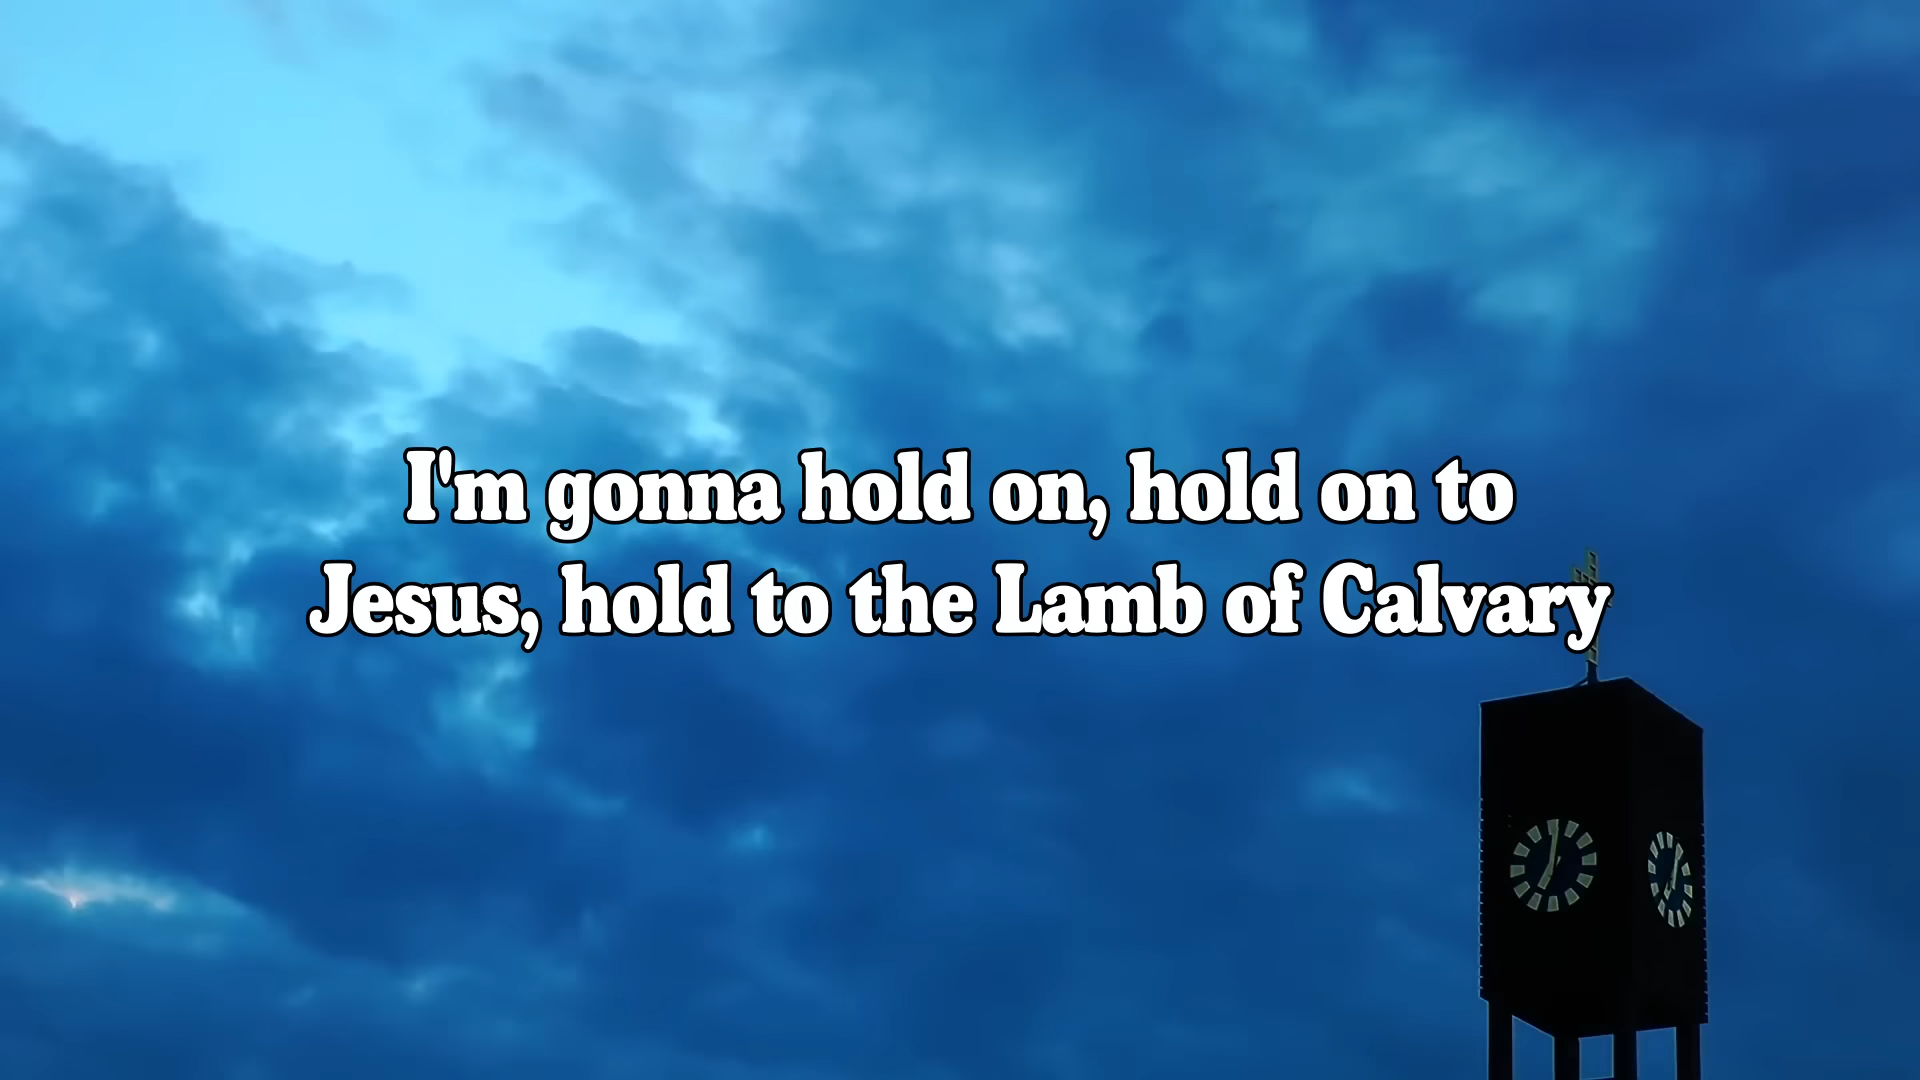 I'm gonna hold on, hold on to
Jesus, hold to the Lamb of Calvary